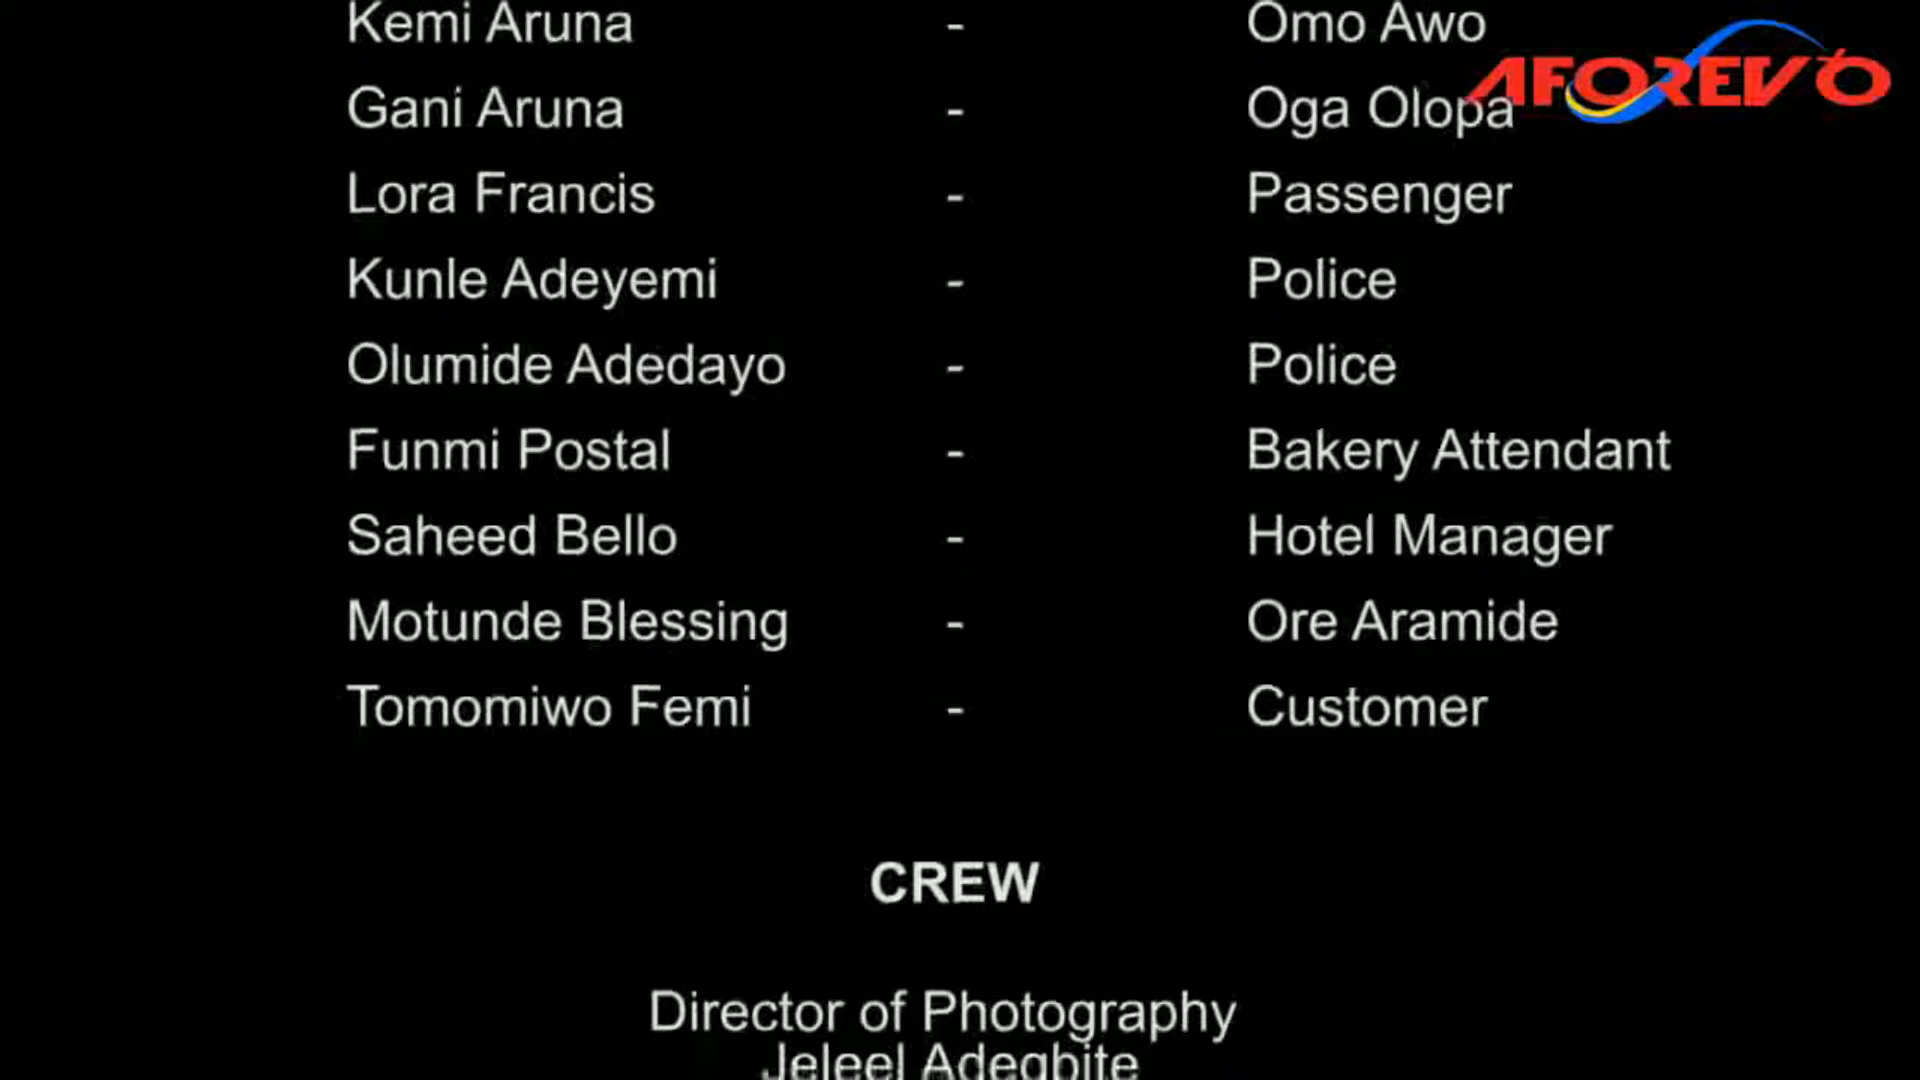 Kemi Aruna - Omo Awo
AFOREVO
Gani Aruna - Oga Olopa
Lora Francis - Passenger
Kunle Adeyemi - Police
Olumide Adedayo - Police
Funmi Postal - Bakery Attendant
Saheed Bello - Hotel Manager
Motunde Blessing - Ore Aramide
Tomomiwo Femi - Customer
CREW
Director of Photography
Jeleel Adegbite